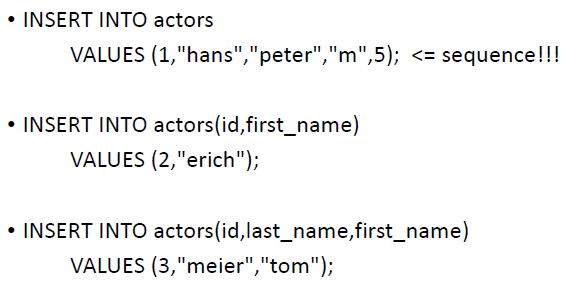 • INSERT INTO actors
VALUES (1,"hans","peter","m",5); <= sequence!!!
• INSERT INTO actors(id,first_name)
VALUES (2,"erich");
• INSERT INTO actors(id,last_name,first_name)
VALUES (3,"meier","tom");